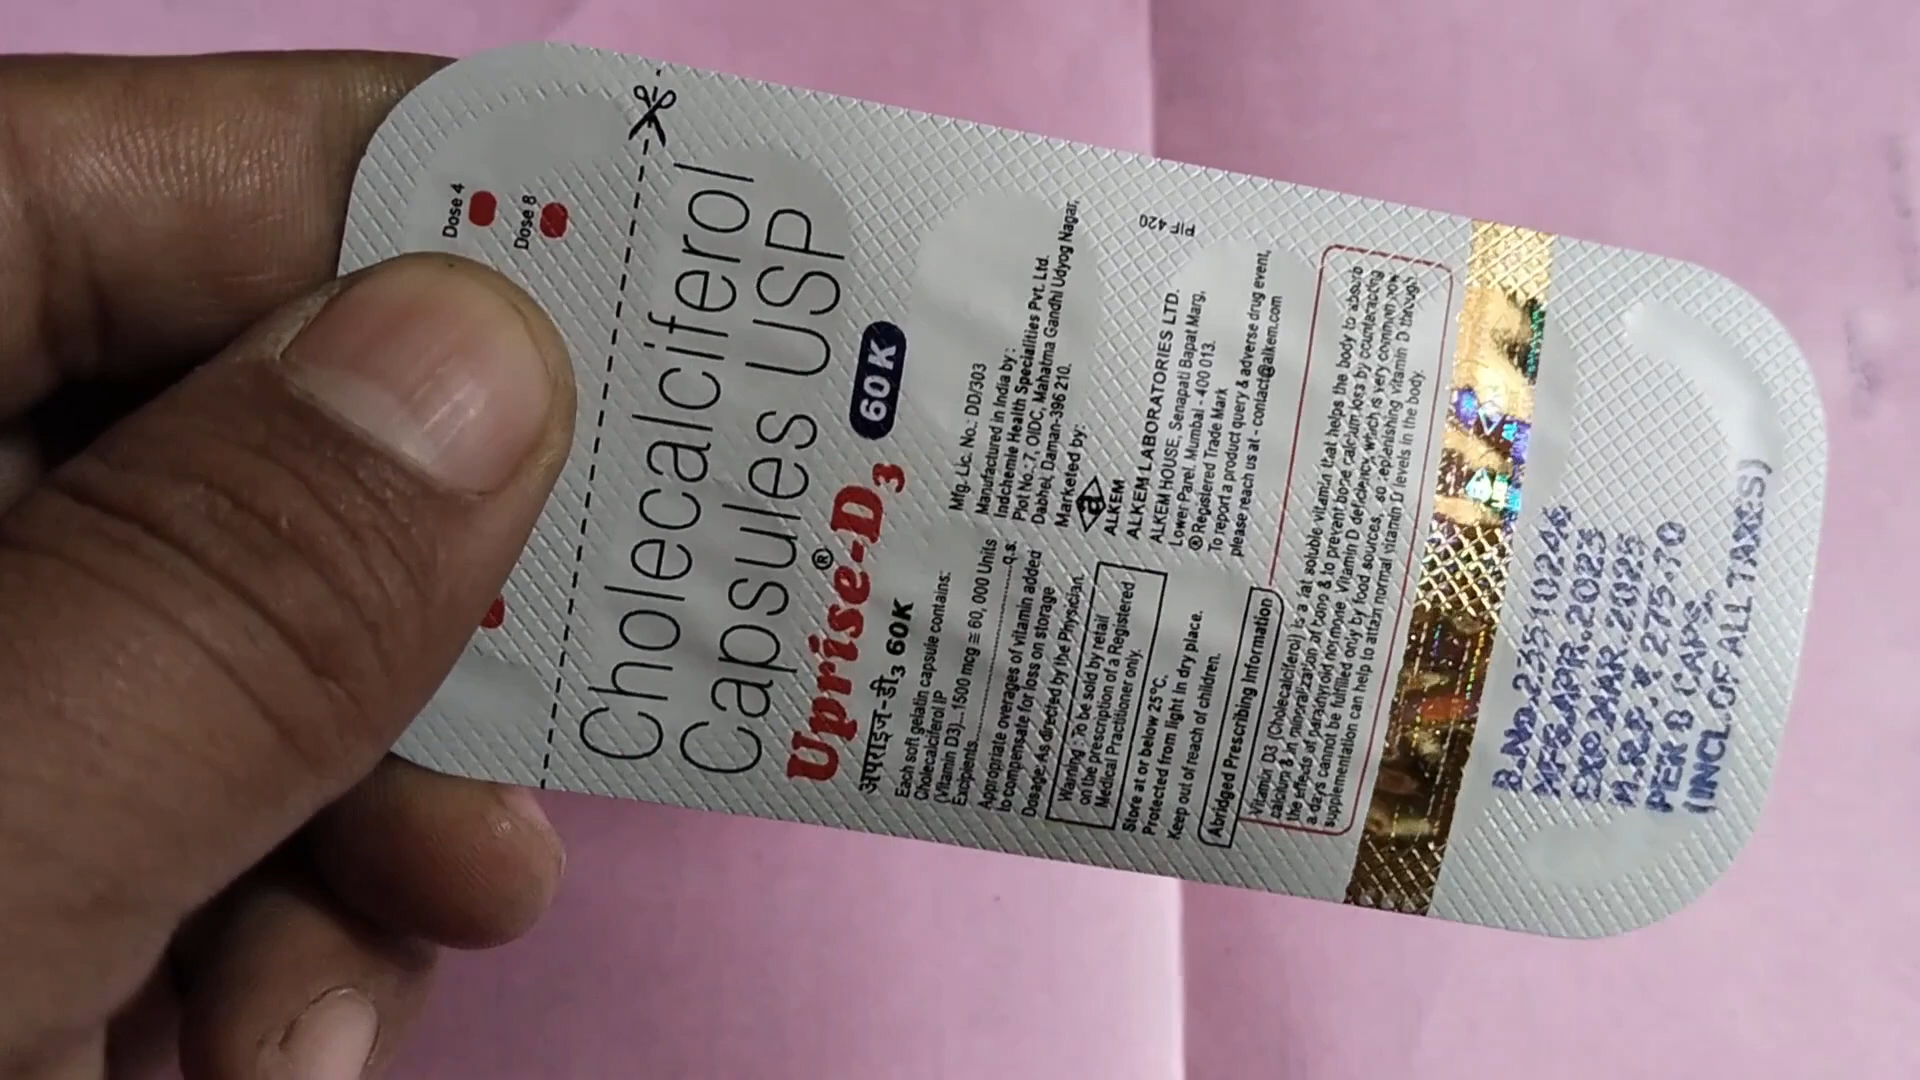 Dose 4
Dose 8
Cholecalciferol
Capsules USP
Uprise®-D3 60K
अपराइज़-डी3 60K
Each soft gelatin capsule contains:
Cholecalciferol IP
(Vitamin D3)...1500 mcg ≅ 60,000 Units
Excipients..........................q.s.
Appropriate overages of vitamin added
to compensate for loss on storage
Dosage: As directed by the Physician.
Warning : To be sold by retail
on the prescription of a Registered
Medical Practitioner only.
Store at or below 25°C,
Protected from light in dry place.
Keep out of reach of children.
Mfg. Lic. No.: DD/303
Manufactured in India by :
Indchemie Health Specialities Pvt. Ltd.
Plot No.: 7, OIDC, Mahatma Gandhi Udyog Nagar,
Dabhel, Daman-396 210.
Marketed by:
ALKEM
ALKEM LABORATORIES LTD.
ALKEM HOUSE, Senapati Bapat Marg,
Lower Parel, Mumbai - 400 013.
® Registered Trade Mark
To report a product query & adverse drug event,
please reach us at - contact@alkem.com
PIF 420
Abridged Prescribing Information
Vitamin D3 (Cholecalciferol) is a fat soluble vitamin that helps the body to absorb
calcium & in mineralization of bone & to prevent bone calcium loss by counteracting
the effects of parathyroid hormone. Vitamin D deficiency, which is very common now
a days cannot be fulfilled only by food sources, so replenishing vitamin D through
supplementation can help to attain normal vitamin D levels in the body.
B.No.23510246
MFG.APR.2023
EXP.MAR.2025
M.R.P.₹ 275.70
PER 8 CAPS.
(INCL.OF ALL TAXES)